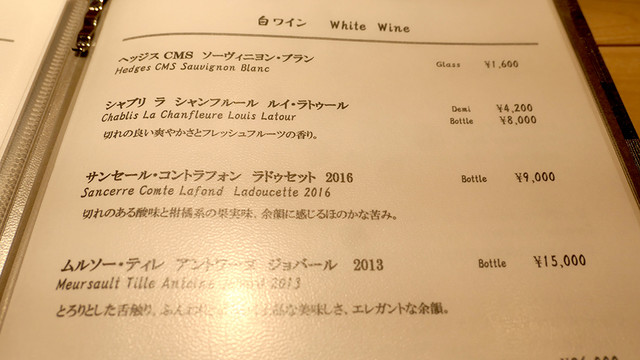 白ワイン White Wine
ヘッジス CMS ソーヴィニヨン・ブラン
Hedges CMS Sauvignon Blanc Glass ¥1,600
シャブリ ラ シャンフルール ルイ・ラトゥール Demi ¥4,200
Chablis La Chanfleure Louis Latour Bottle ¥8,000
切れの良い爽やかさとフレッシュフルーツの香り。
サンセール・コントラフォン ラドゥセット 2016 Bottle ¥9,000
Sancerre Comte Lafond Ladoucette 2016
切れのある酸味と柑橘系の果実味、余韻に感じるほのかな苦み。
ムルソー・ティレ アントワーヌ ジョバール 2013 Bottle ¥15,000
Meursault Tille Antoine 2013
とろりとした舌触り、ふんわり な美味しさ、エレガントな余韻。